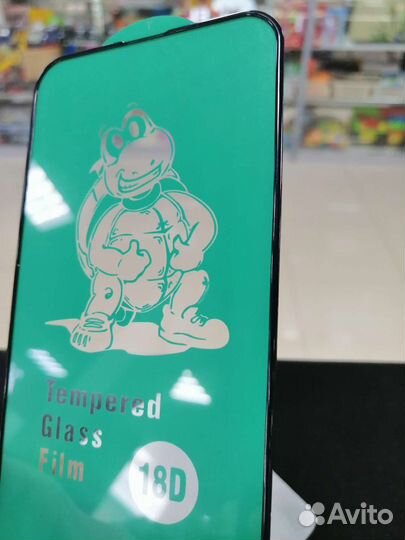 Tempered
Glass
Film
18D
Avito